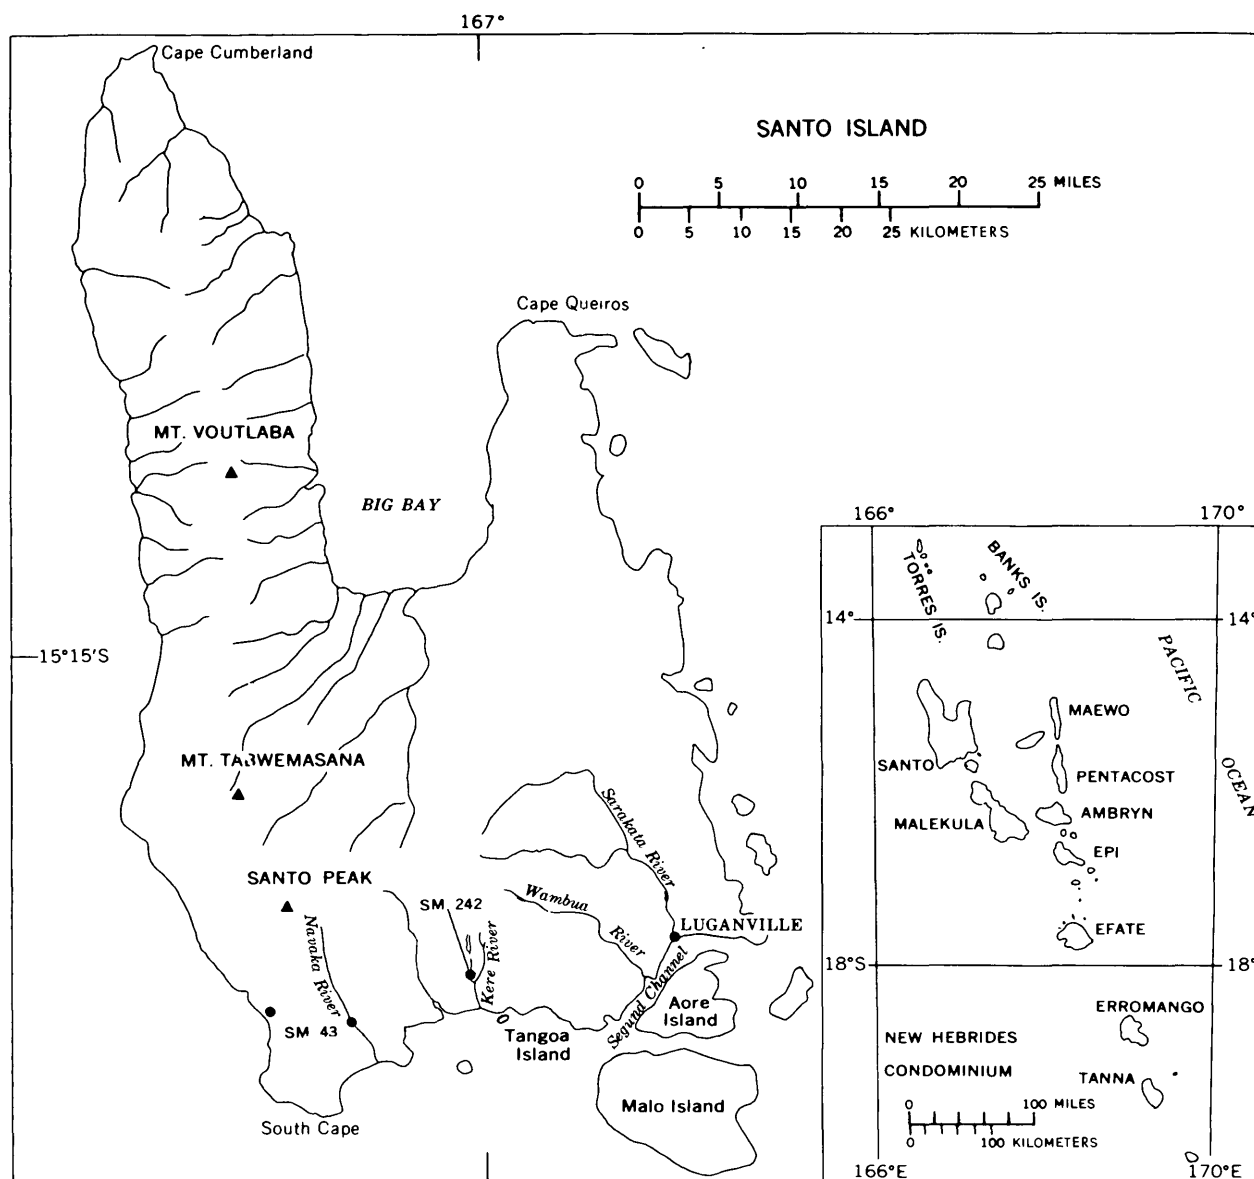 167°
Cape Cumberland
SANTO ISLAND
0 5 10 15 20 25 MILES
0 5 10 15 20 25 KILOMETERS
Cape Queiros
MT. VOUTLABA
BIG BAY
15°15'S
MT. TABWEMASANA
SANTO PEAK
SM 242
Sarakata River
Wambua
River
LUGANVILLE
Navaka River
Kere River
SM 43
Segund Channel
Aore
Island
Tangoa
Island
Malo Island
South Cape
166° 170°
TORRES IS.
BANKS IS.
14° 14°
PACIFIC
OCEAN
MAEWO
SANTO
PENTACOST
MALEKULA
AMBRYN
EPI
EFATE
18°S 18°
ERROMANGO
NEW HEBRIDES
CONDOMINIUM
TANNA
0 100 MILES
0 100 KILOMETERS
166°E 170°E